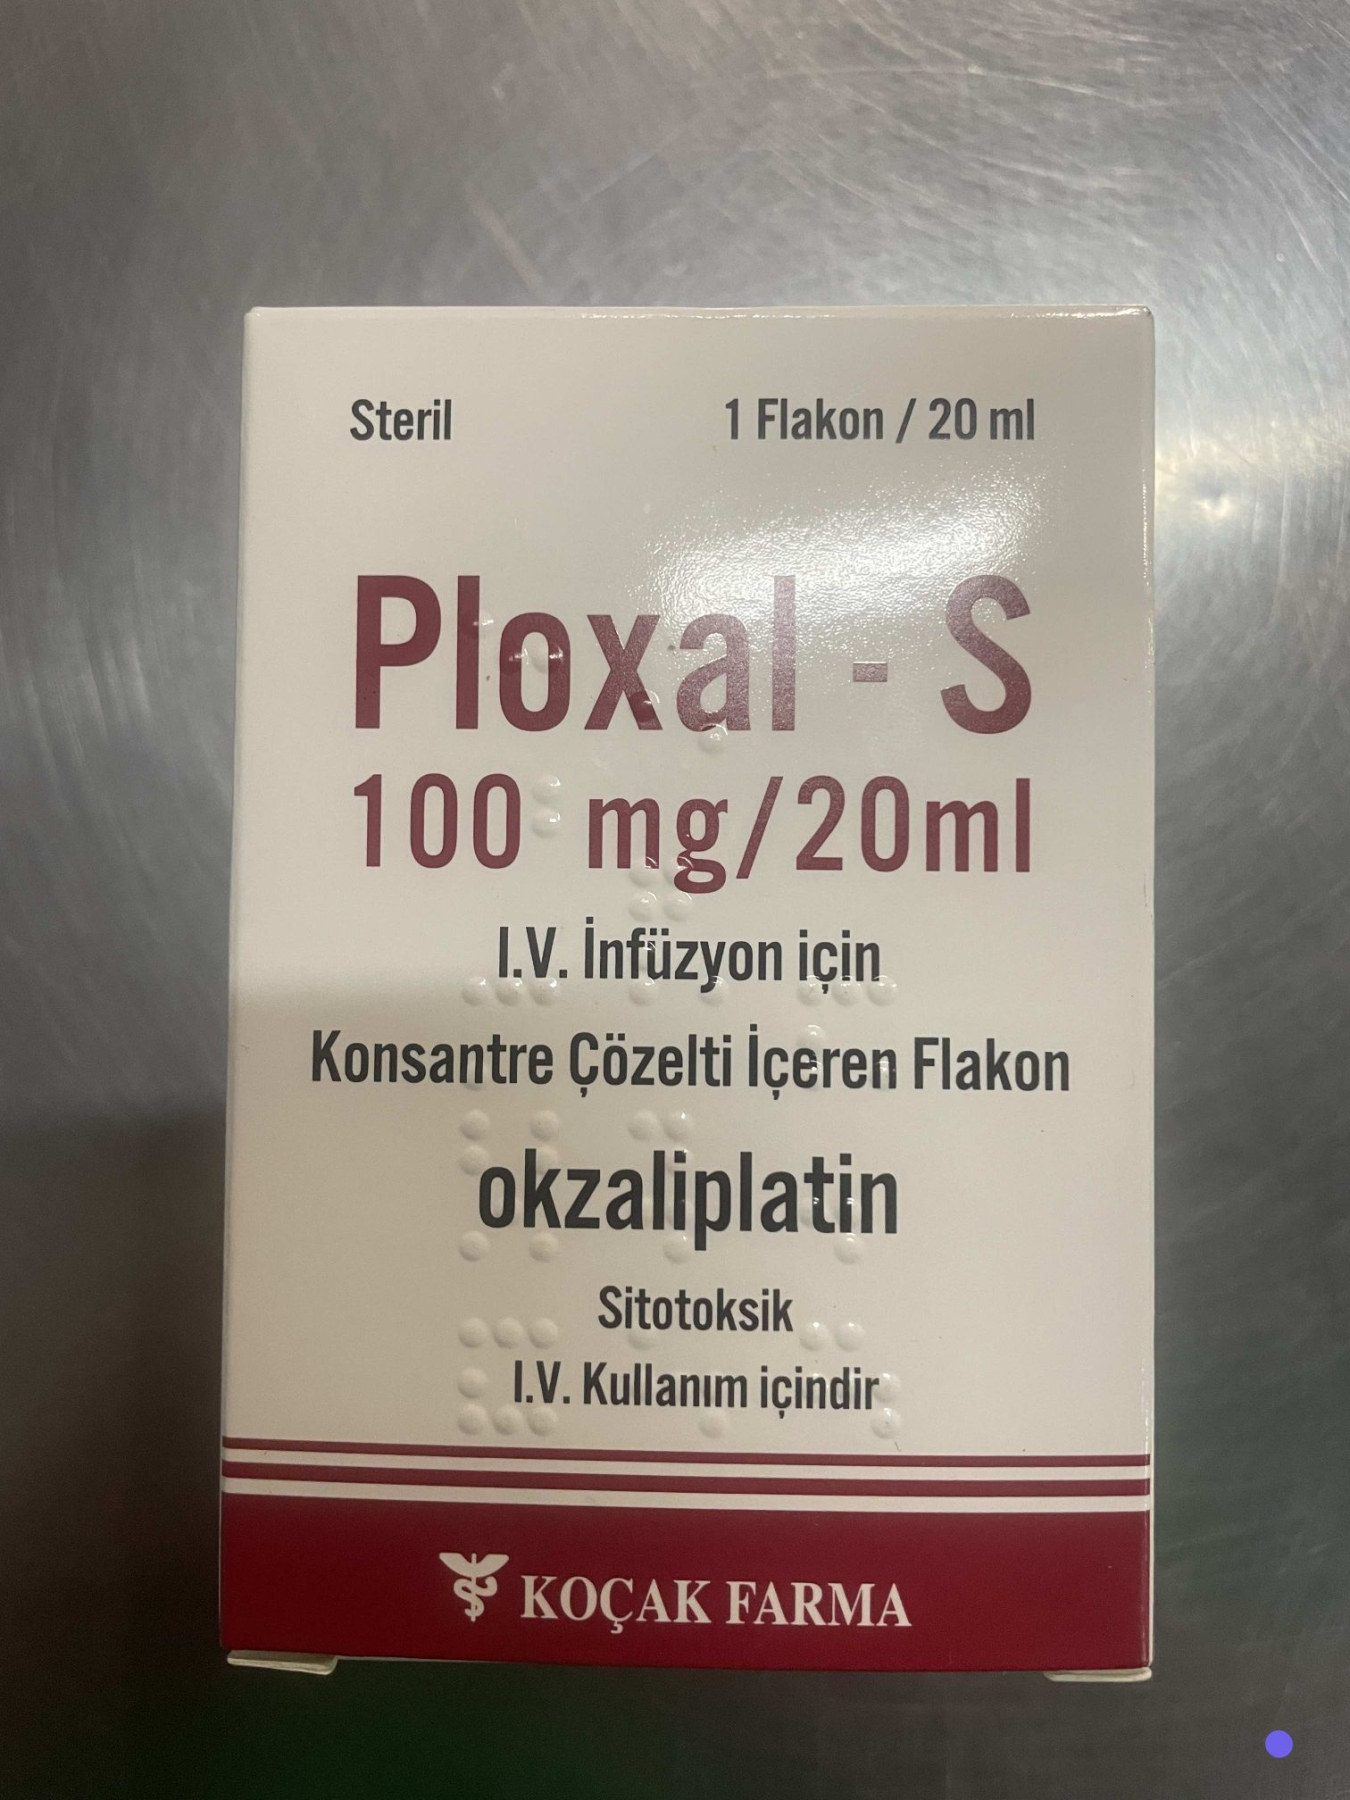 Steril 1 Flakon / 20 ml
Ploxal - S
100 mg/20ml
I.V. İnfüzyon için
Konsantre Çözelti İçeren Flakon
okzaliplatin
Sitotoksik
I.V. Kullanım içindir
KOÇAK FARMA